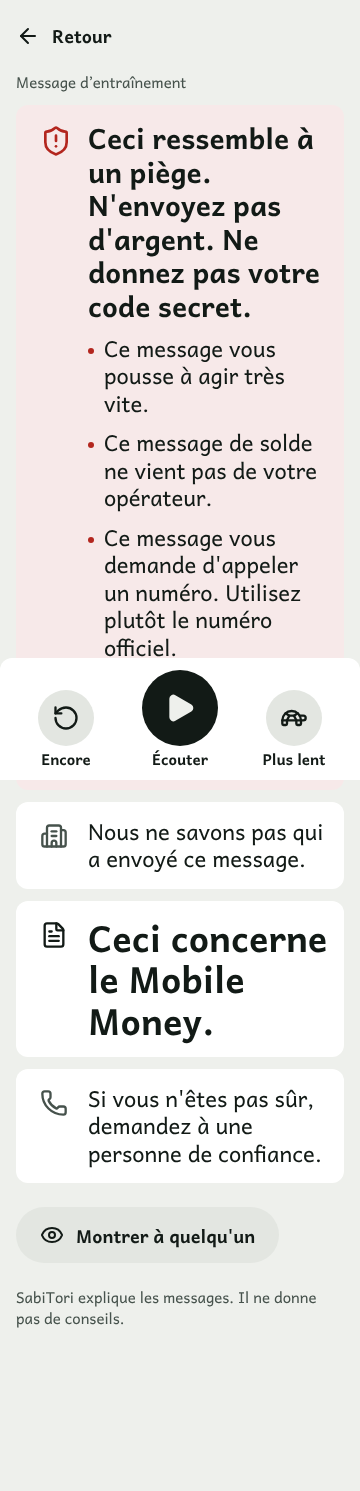 Retour
Message d’entraînement
Ceci ressemble à
un piège.
N'envoyez pas
d'argent. Ne
donnez pas votre
code secret.
• Ce message vous
pousse à agir très
vite.
• Ce message de solde
ne vient pas de votre
opérateur.
• Ce message vous
demande d'appeler
un numéro. Utilisez
plutôt le numéro
officiel.
Encore
Écouter
Plus lent
Nous ne savons pas qui
a envoyé ce message.
Ceci concerne
le Mobile
Money.
Si vous n'êtes pas sûr,
demandez à une
personne de confiance.
Montrer à quelqu'un
SabiTori explique les messages. Il ne donne
pas de conseils.